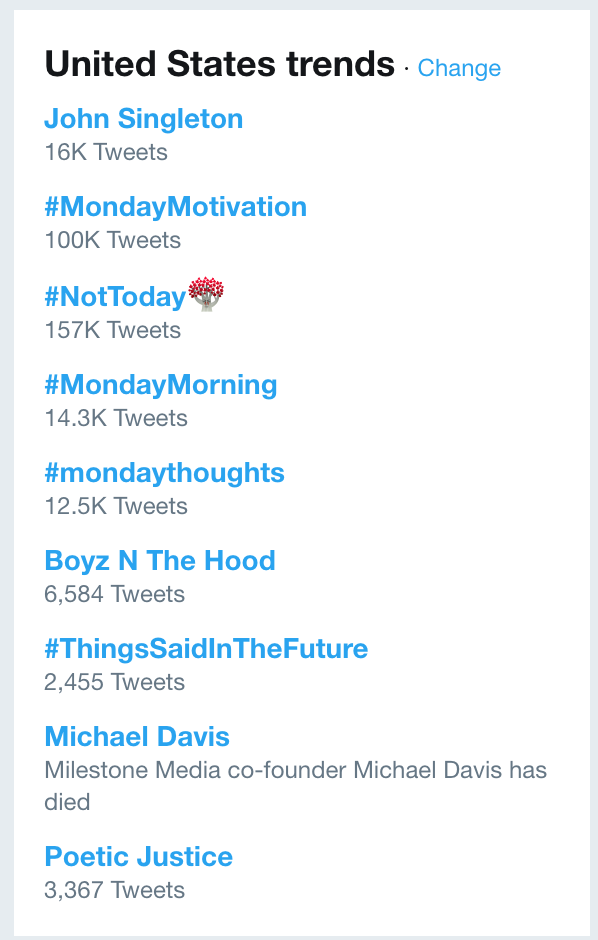 United States trends · Change
John Singleton
16K Tweets
#MondayMotivation
100K Tweets
#NotToday
157K Tweets
#MondayMorning
14.3K Tweets
#mondaythoughts
12.5K Tweets
Boyz N The Hood
6,584 Tweets
#ThingsSaidInTheFuture
2,455 Tweets
Michael Davis
Milestone Media co-founder Michael Davis has
died
Poetic Justice
3,367 Tweets